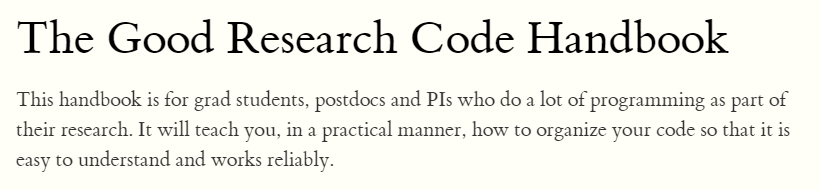 The Good Research Code Handbook
This handbook is for grad students, postdocs and PIs who do a lot of programming as part of
their research. It will teach you, in a practical manner, how to organize your code so that it is
easy to understand and works reliably.